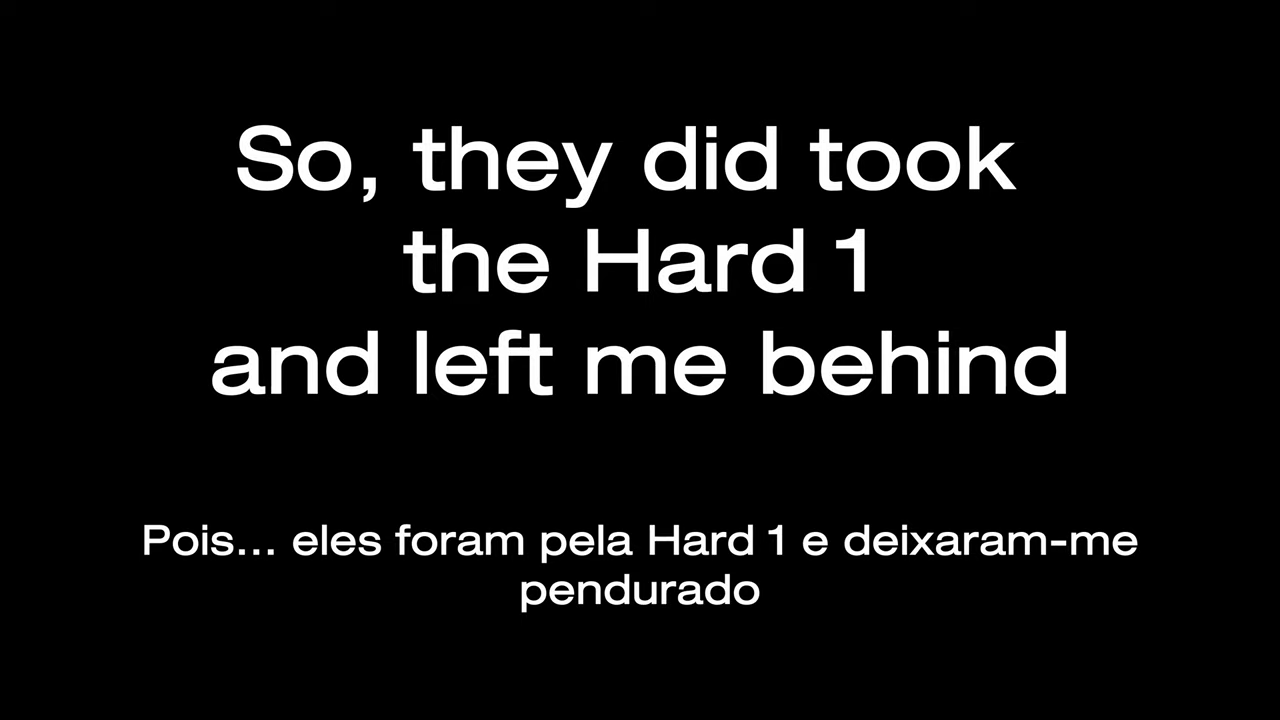 So, they did took
the Hard 1
and left me behind
Pois... eles foram pela Hard 1 e deixaram-me
pendurado